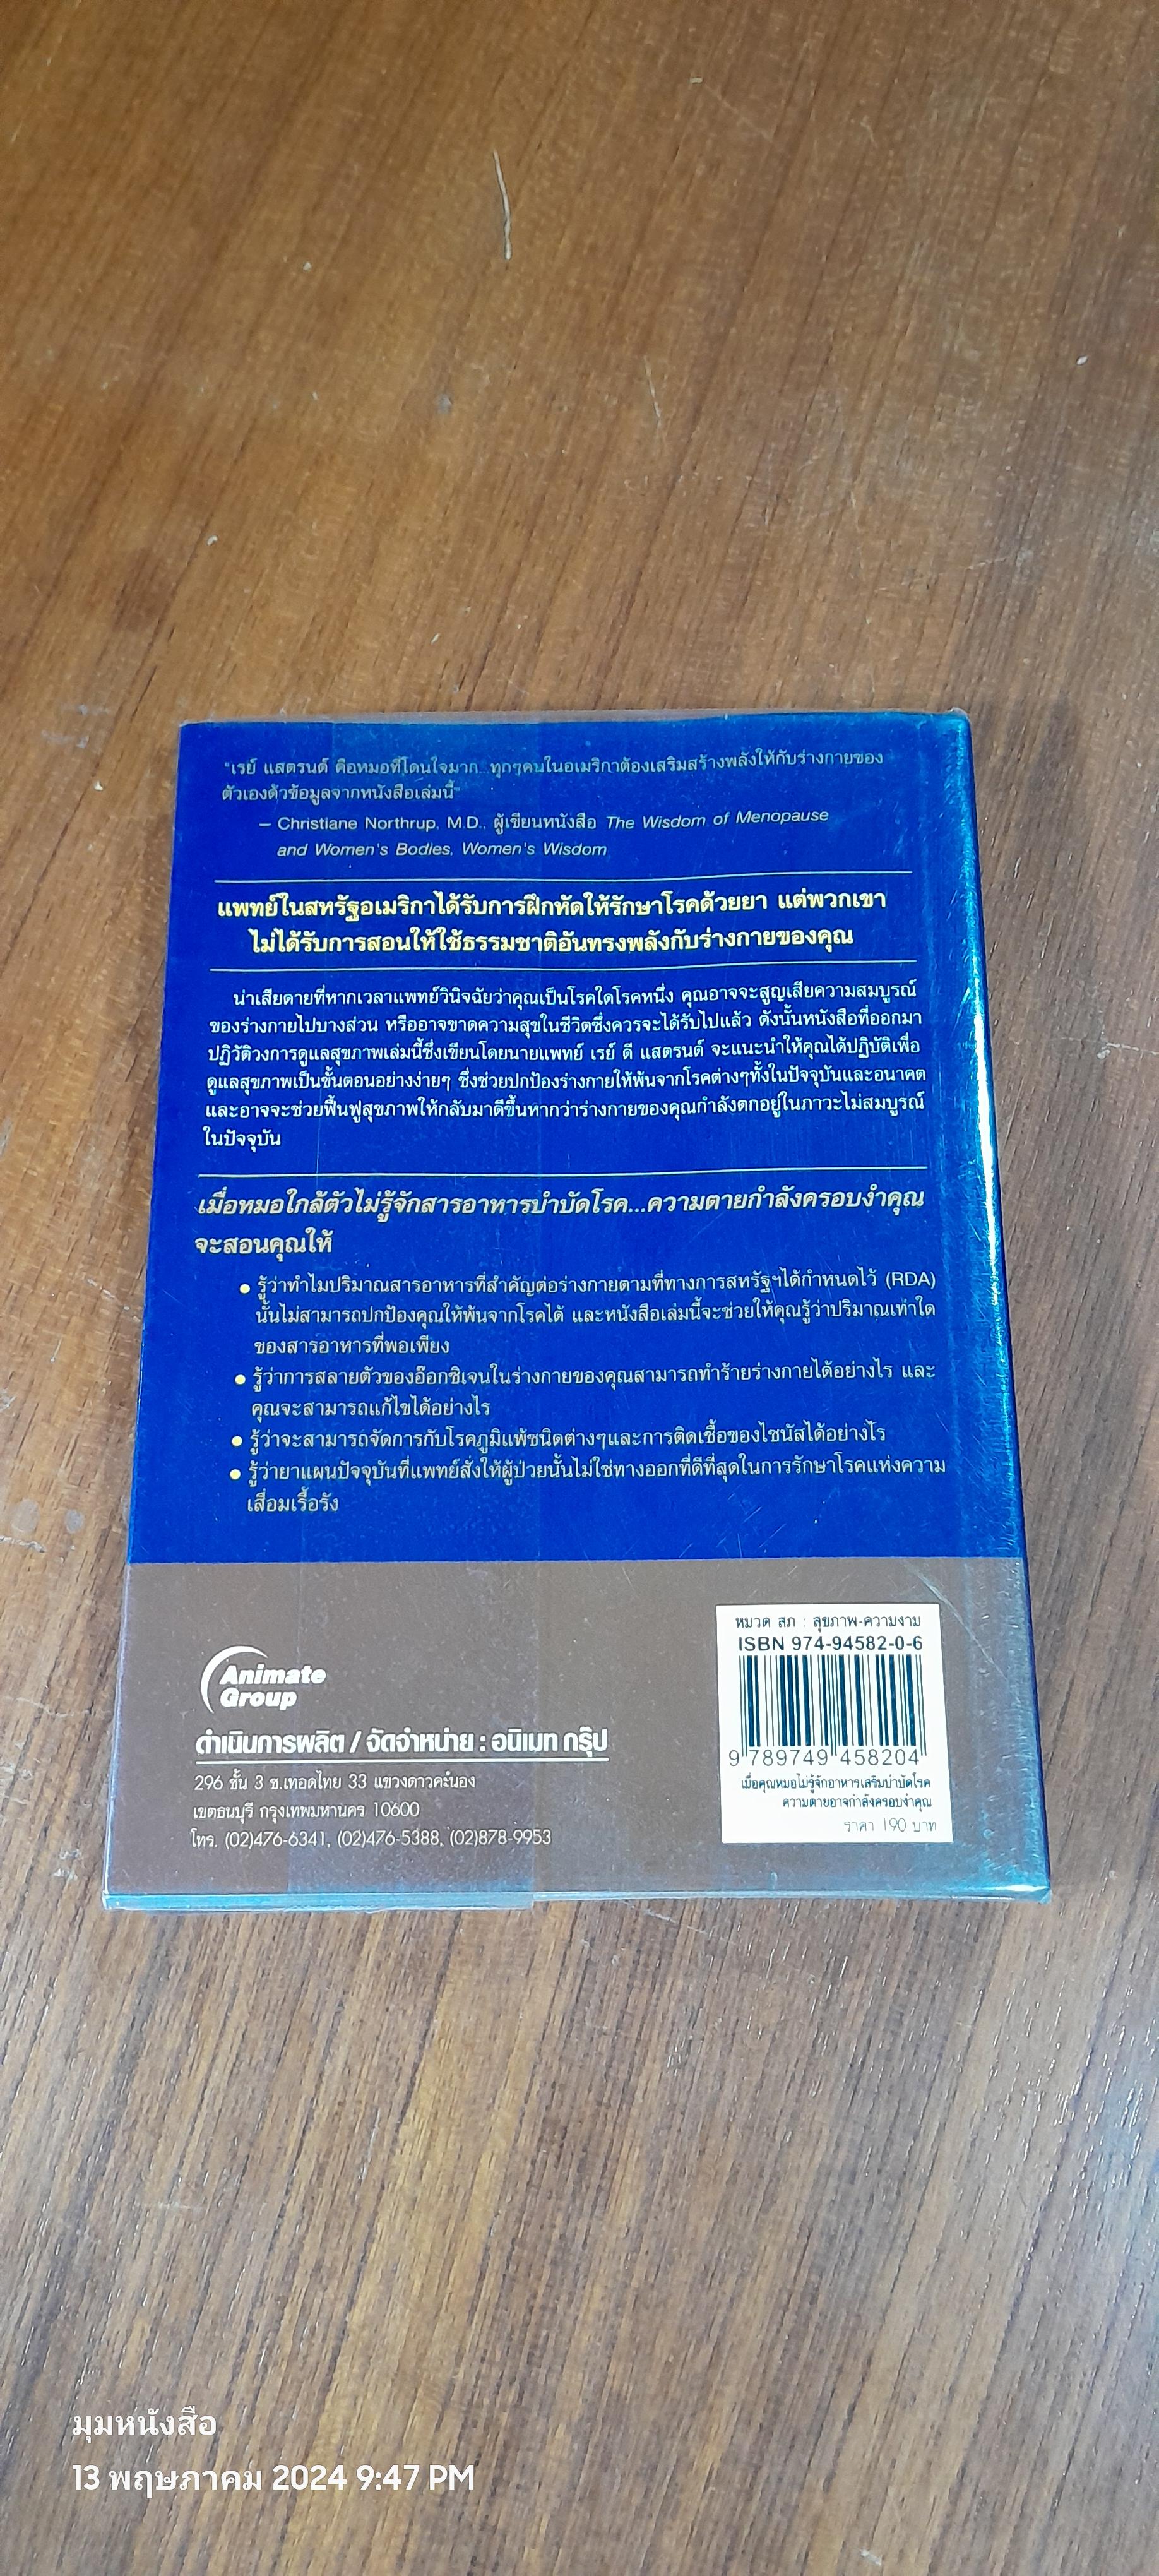 "เรย์ แสตรนด์ คือหมอที่โดนใจมาก...ทุกๆคนในอเมริกาต้องเสริมสร้างพลังให้กับร่างกายของ
ตัวเองด้วข้อมูลจากหนังสือเล่มนี้"
– Christiane Northrup, M.D., ผู้เขียนหนังสือ The Wisdom of Menopause
and Women's Bodies, Women's Wisdom
แพทย์ในสหรัฐอเมริกาได้รับการฝึกหัดให้รักษาโรคด้วยยา แต่พวกเขา
ไม่ได้รับการสอนให้ใช้ธรรมชาติอันทรงพลังกับร่างกายของคุณ
น่าเสียดายที่หากเวลาแพทย์วินิจฉัยว่าคุณเป็นโรคใดโรคหนึ่ง คุณอาจจะสูญเสียความสมบูรณ์
ของร่างกายไปบางส่วน หรืออาจขาดความสุขในชีวิตซึ่งควรจะได้รับไปแล้ว ดังนั้นหนังสือที่ออกมา
ปฏิวัติวงการดูแลสุขภาพเล่มนี้ซึ่งเขียนโดยนายแพทย์ เรย์ ดี แสตรนด์ จะแนะนำให้คุณได้ปฏิบัติเพื่อ
ดูแลสุขภาพเป็นขั้นตอนอย่างง่ายๆ ซึ่งช่วยปกป้องร่างกายให้พ้นจากโรคต่างๆทั้งในปัจจุบันและอนาคต
และอาจจะช่วยฟื้นฟูสุขภาพให้กลับมาดีขึ้นหากว่าร่างกายของคุณกำลังตกอยู่ในภาวะไม่สมบูรณ์
ในปัจจุบัน
เมื่อหมอใกล้ตัวไม่รู้จักสารอาหารบำบัดโรค...ความตายกำลังครอบงำคุณ
จะสอนคุณให้
● รู้ว่าทำไมปริมาณสารอาหารที่สำคัญต่อร่างกายตามที่ทางการสหรัฐฯได้กำหนดไว้ (RDA)
นั้นไม่สามารถปกป้องคุณให้พ้นจากโรคได้ และหนังสือเล่มนี้จะช่วยให้คุณรู้ว่าปริมาณเท่าใด
ของสารอาหารที่พอเพียง
● รู้ว่าการสลายตัวของอ๊อกซิเจนในร่างกายของคุณสามารถทำร้ายร่างกายได้อย่างไร และ
คุณจะสามารถแก้ไขได้อย่างไร
● รู้ว่าจะสามารถจัดการกับโรคภูมิแพ้ชนิดต่างๆและการติดเชื้อของไซนัสได้อย่างไร
● รู้ว่ายาแผนปัจจุบันที่แพทย์สั่งให้ผู้ป่วยนั้นไม่ใช่ทางออกที่ดีที่สุดในการรักษาโรคแห่งความ
เสื่อมเรื้อรัง
หมวด สภ : สุขภาพ-ความงาม
ISBN 974-94582-0-6
9 789749 458204
เมื่อคุณหมอไม่รู้จักอาหารเสริมบำบัดโรค
ความตายอาจกำลังครอบงำคุณ
ราคา 190 บาท
Animate
Group
ดำเนินการผลิต / จัดจำหน่าย : อนิเมท กรุ๊ป
296 ชั้น 3 ซ.เทอดไทย 33 แขวงดาวคะนอง
เขตธนบุรี กรุงเทพมหานคร 10600
โทร. (02)476-6341, (02)476-5388, (02)878-9953
มุมหนังสือ
13 พฤษภาคม 2024 9:47 PM